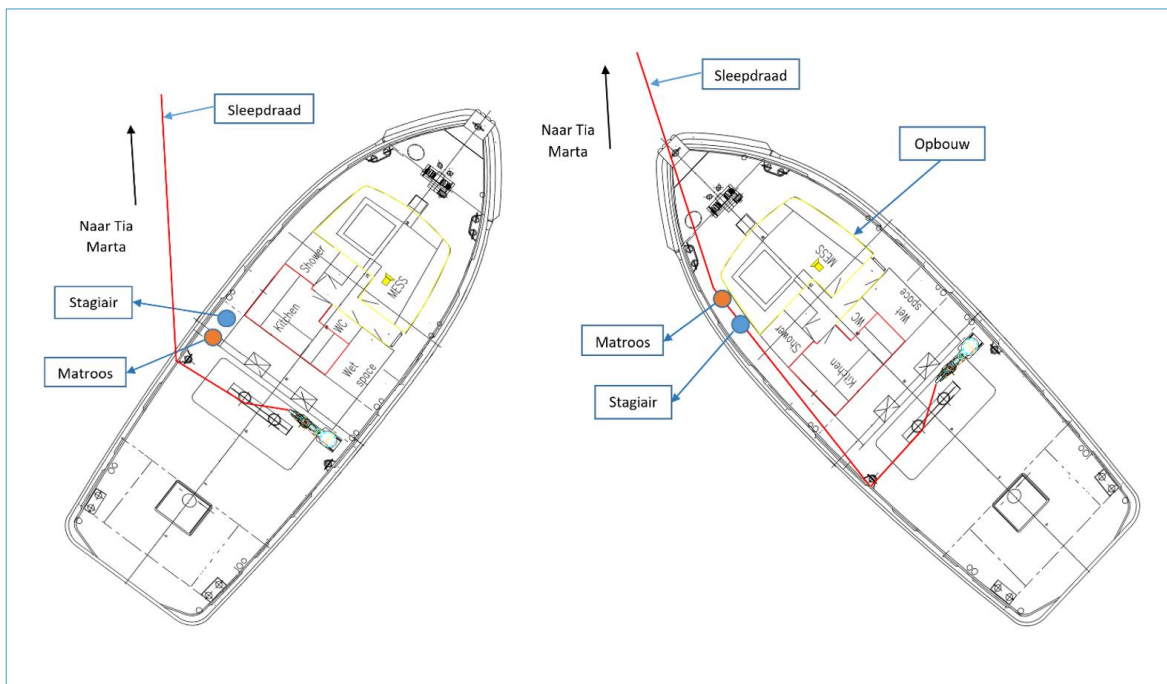 Sleepdraad
Naar Tia
Marta
Stagiair
Matroos
Shower
Kitchen
WC
MESS
Wet
space
Sleepdraad
Naar Tia
Marta
Opbouw
Matroos
Stagiair
MESS
Wet
space
WC
Shower
Kitchen